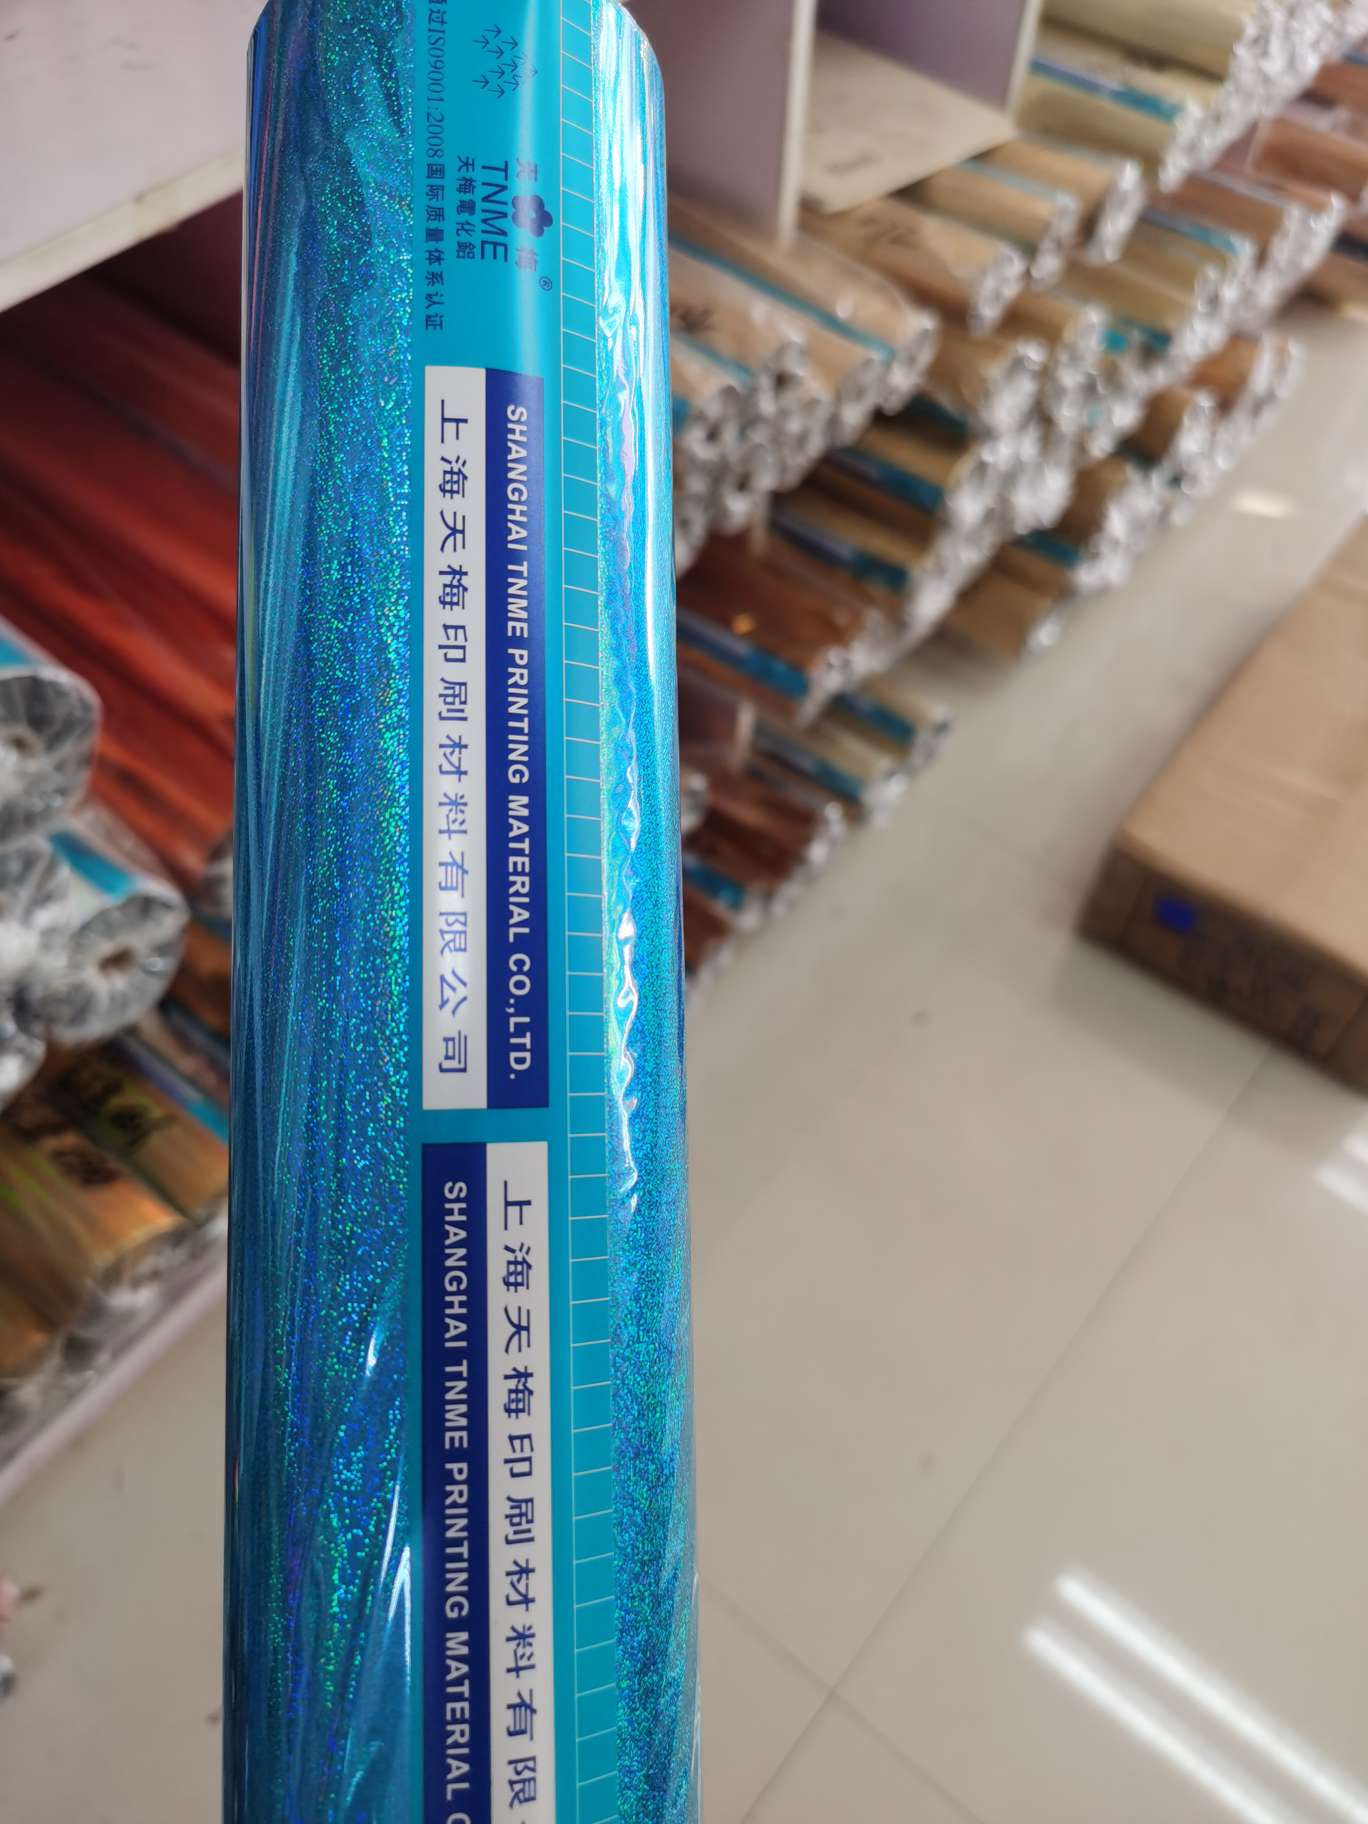 天梅®
TNME
天梅電化鋁
通过ISO9001:2008国际质量体系认证
SHANGHAI TNME PRINTING MATERIAL CO.,LTD.
上海天梅印刷材料有限公司
上海天梅印刷材料有限
SHANGHAI TNME PRINTING MATERIAL C